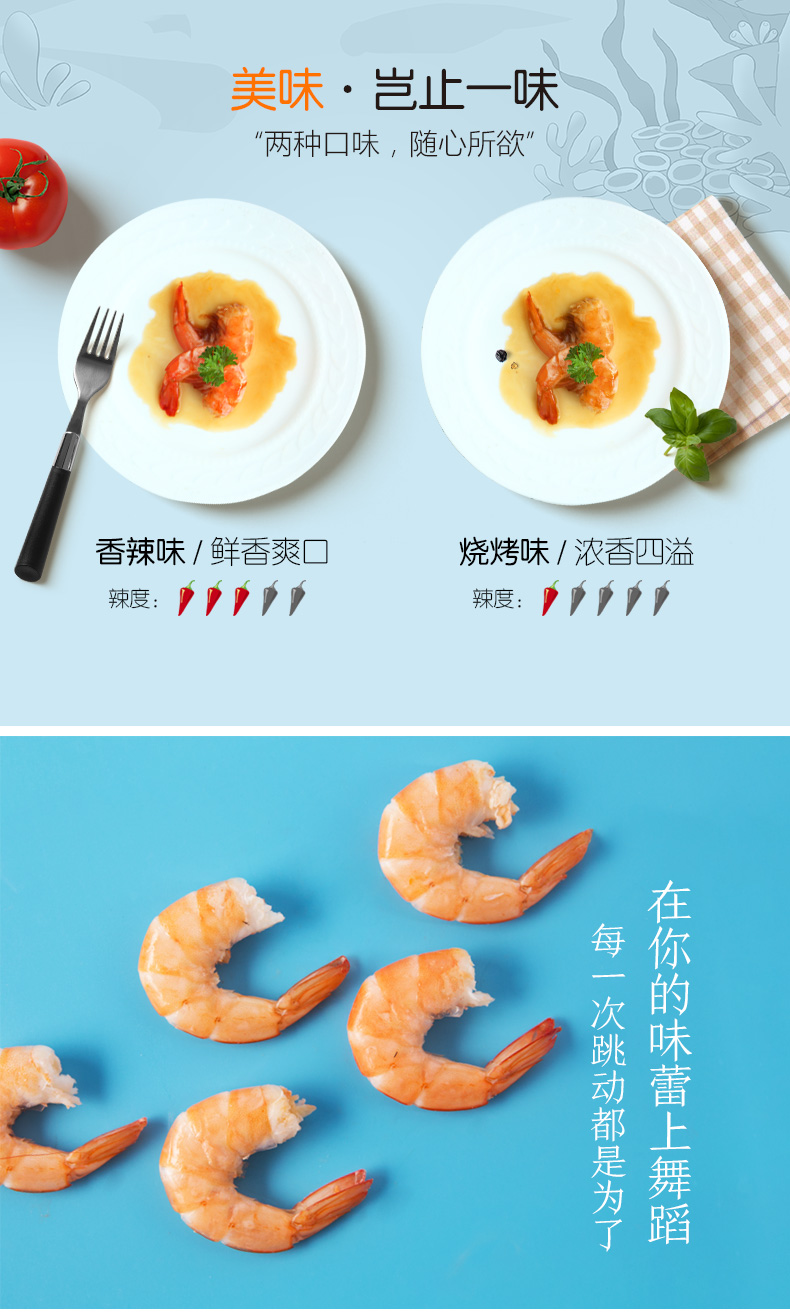 美味·岂止一味
“两种口味，随心所欲”
香辣味 / 鲜香爽口
辣度：
烧烤味 / 浓香四溢
辣度：
在你的味蕾上舞蹈
每一次跳动都是为了